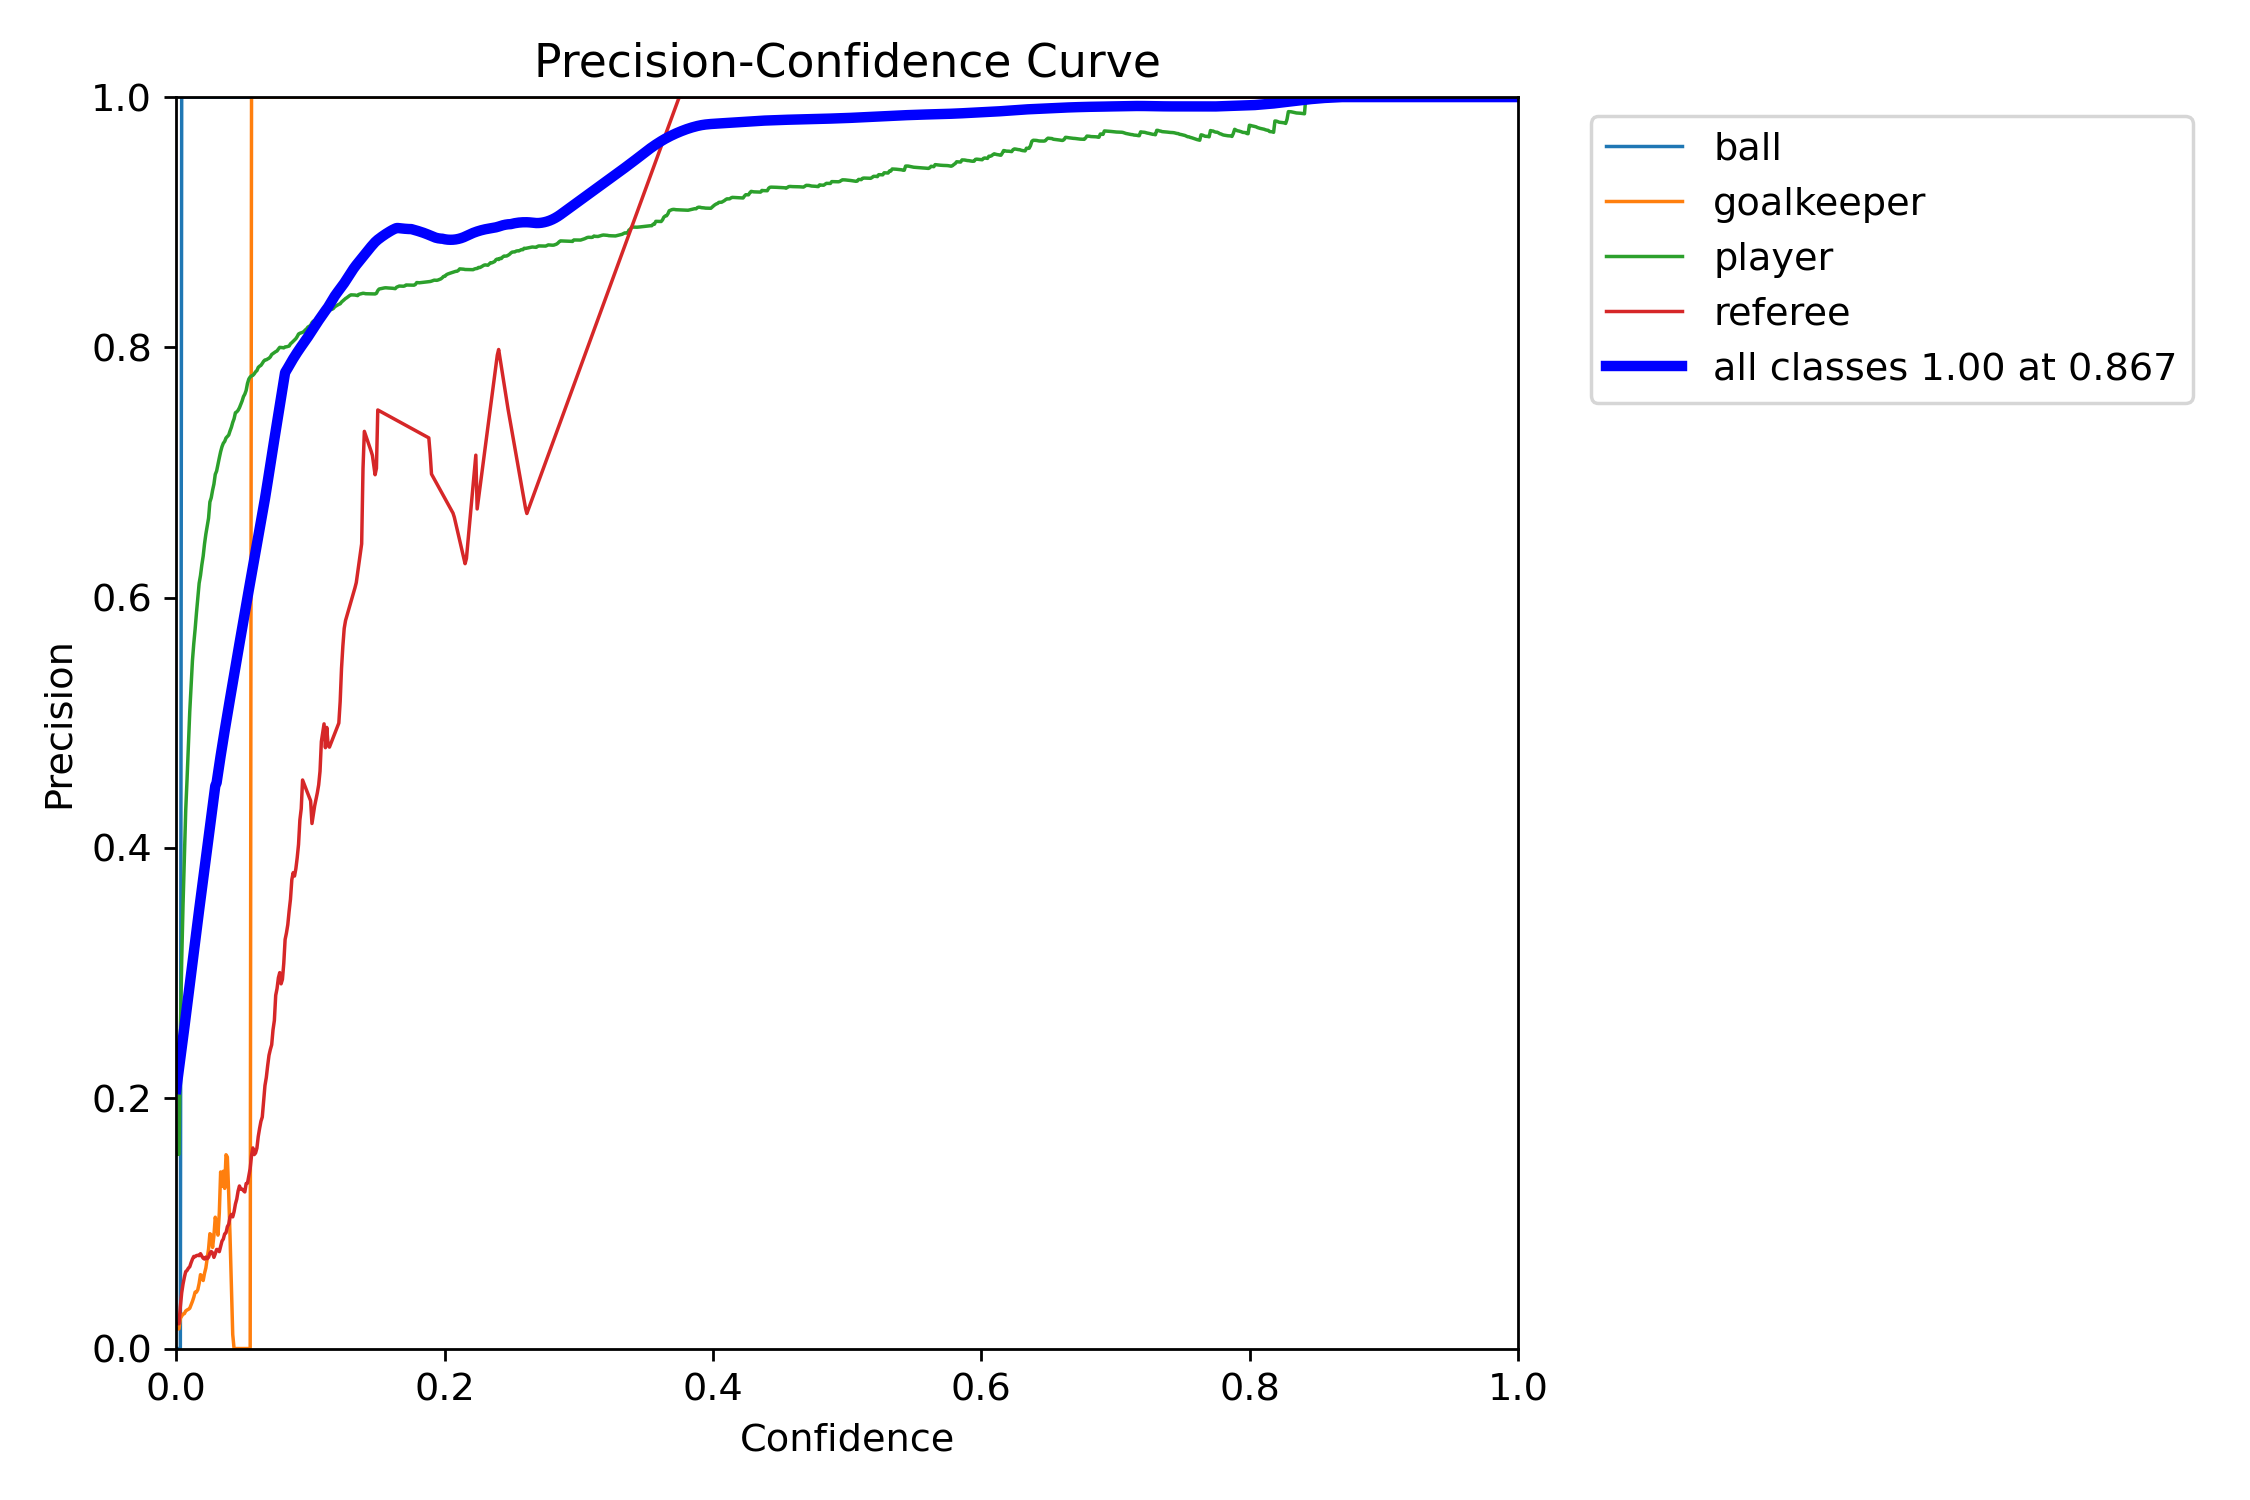 Precision-Confidence Curve
1.0
0.8
0.6
0.4
0.2
0.0
Precision
0.0 0.2 0.4 0.6 0.8 1.0
Confidence
ball
goalkeeper
player
referee
all classes 1.00 at 0.867